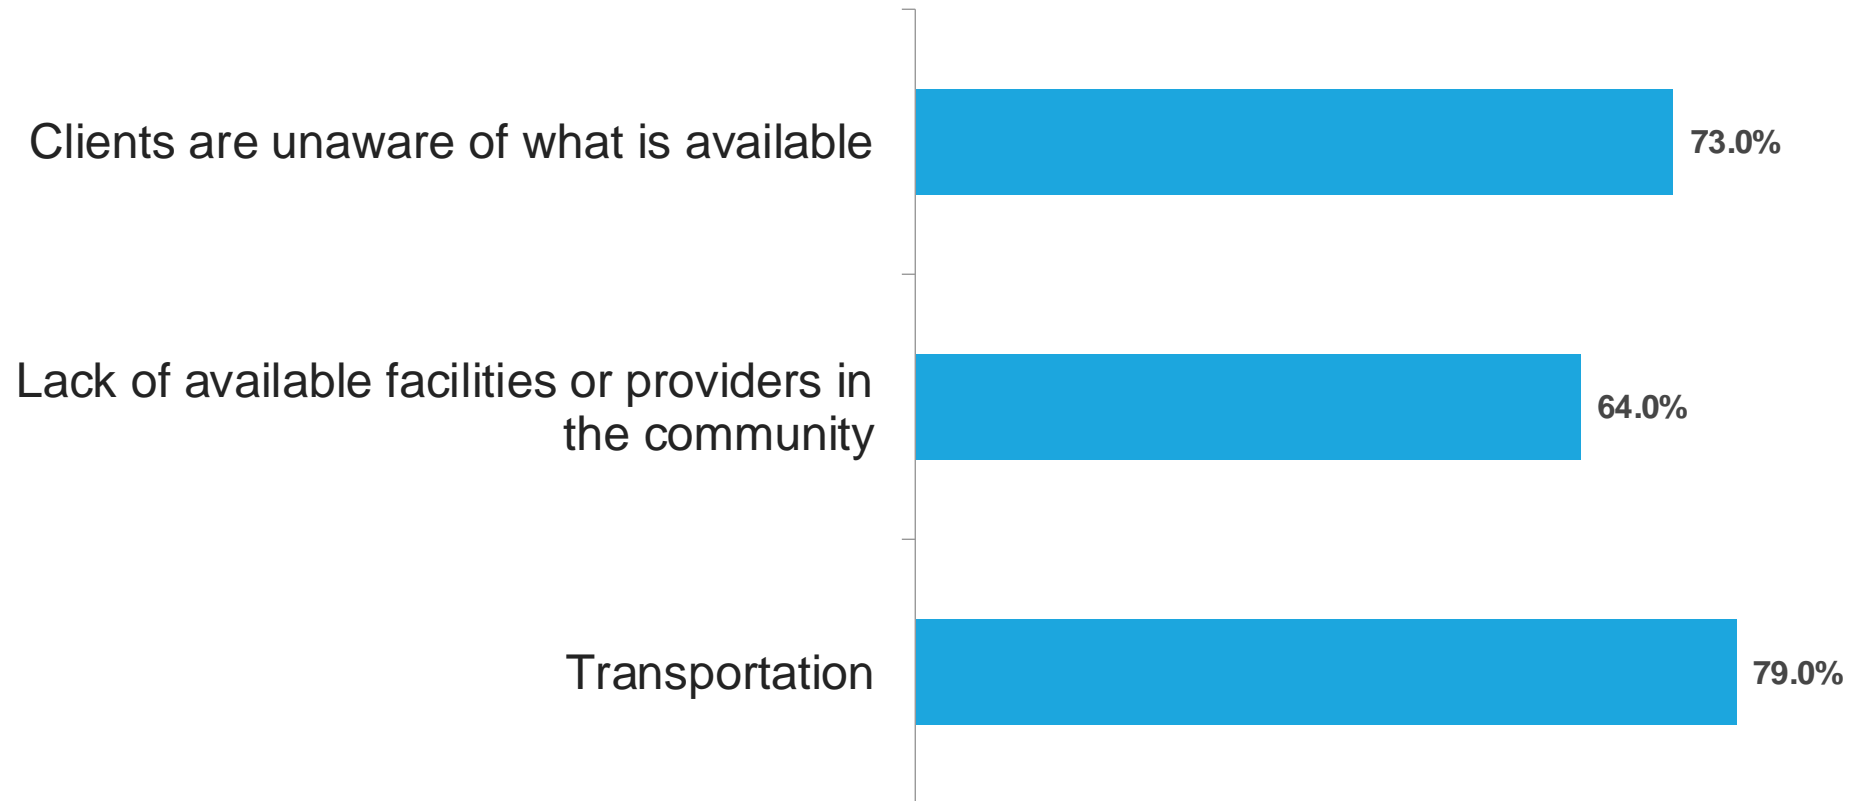 Clients are unaware of what is available
73.0%
Lack of available facilities or providers in
the community
64.0%
Transportation
79.0%